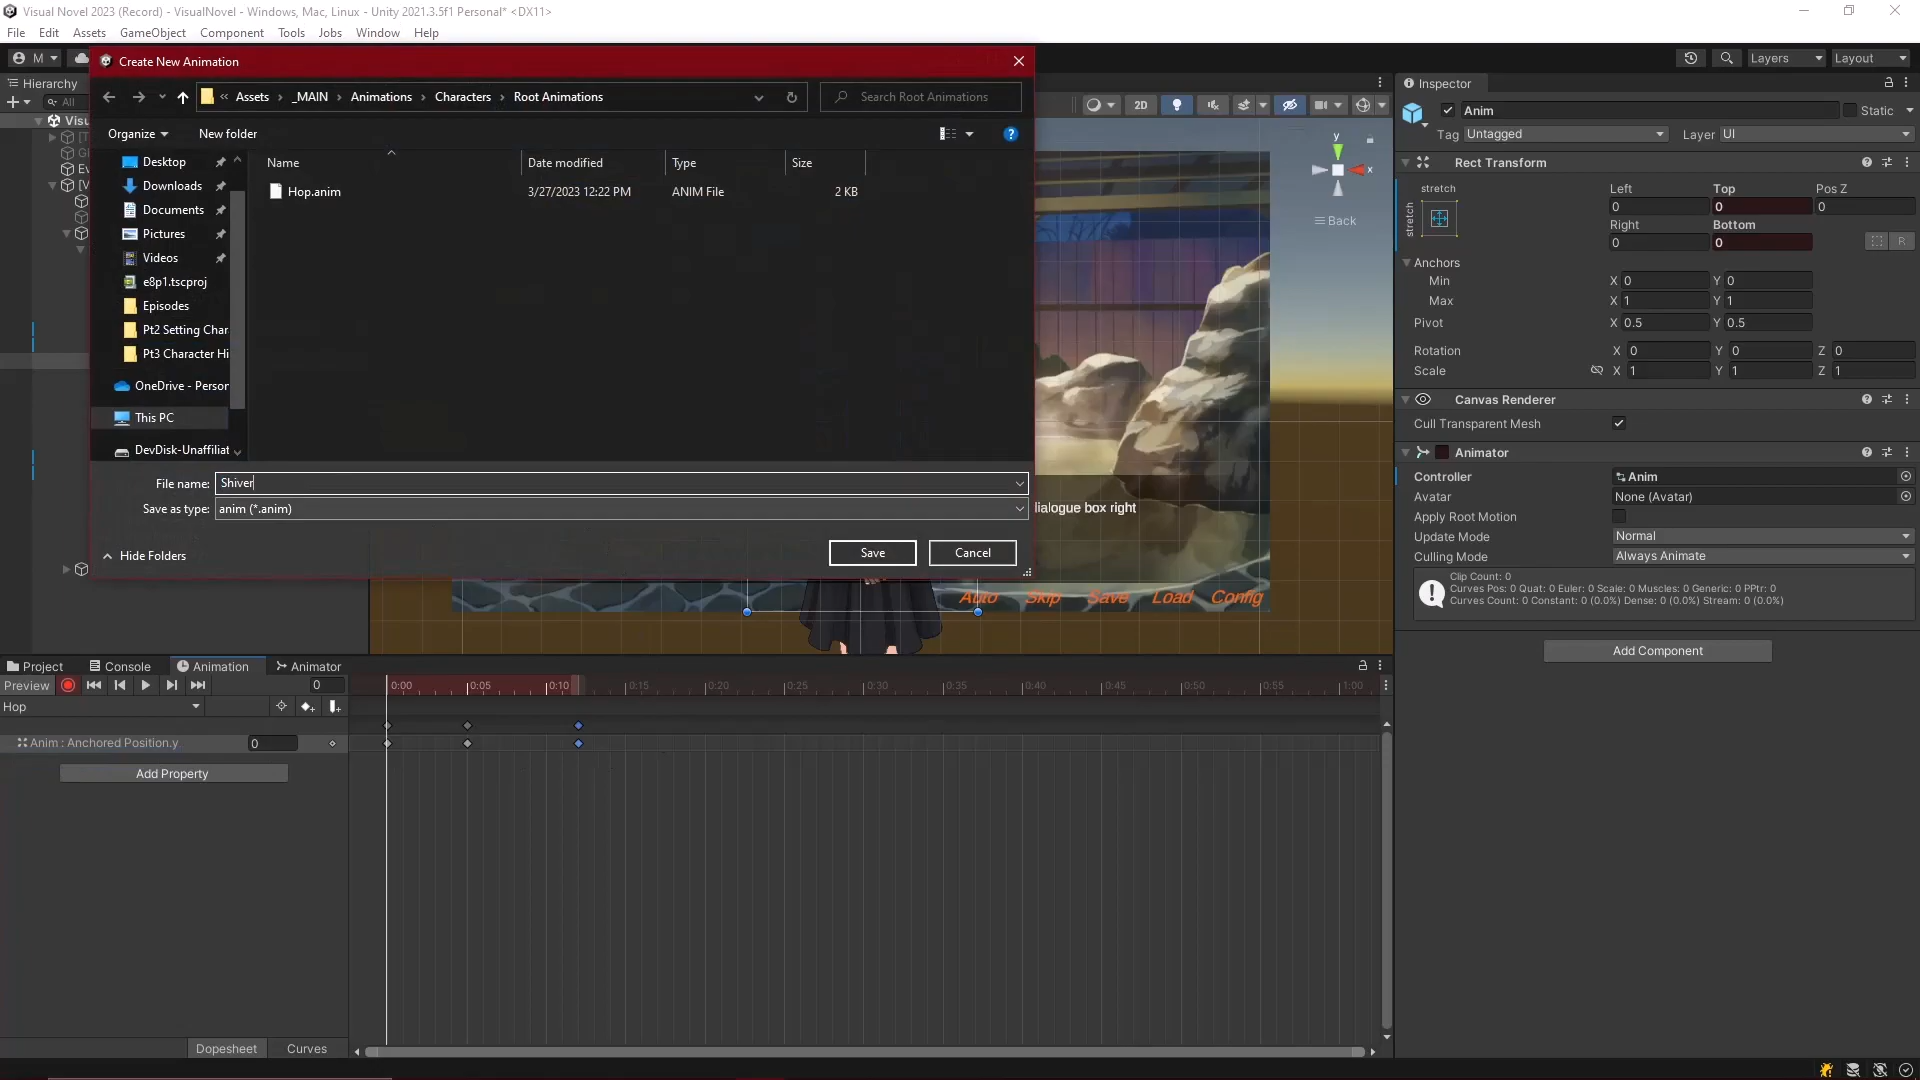 Visual Novel 2023 (Record) - VisualNovel - Windows, Mac, Linux - Unity 2021.3.5f1 Personal* <DX11>
File Edit Assets GameObject Component Tools Jobs Window Help
M
Layers Layout
Create New Animation
Hierarchy
All
Visu
« Assets › _MAIN › Animations › Characters › Root Animations
Search Root Animations
Organize New folder
Desktop
Downloads
Documents
Pictures
Videos
e8p1.tscproj
Episodes
Pt2 Setting Char
Pt3 Character Hi
OneDrive - Person
This PC
DevDisk-Unaffiliat
Name Date modified Type Size
Hop.anim 3/27/2023 12:22 PM ANIM File 2 KB
File name: Shiver
Save as type: anim (*.anim)
Hide Folders
Save Cancel
2D
y
x
Back
lialogue box right
Auto Skip Save Load Config
Inspector
Anim Static
Tag Untagged Layer UI
Rect Transform
stretch
stretch
Left Top Pos Z
0 0 0
Right Bottom
0 0 R
Anchors
Min X 0 Y 0
Max X 1 Y 1
Pivot X 0.5 Y 0.5
Rotation X 0 Y 0 Z 0
Scale X 1 Y 1 Z 1
Canvas Renderer
Cull Transparent Mesh
Animator
Controller Anim
Avatar None (Avatar)
Apply Root Motion
Update Mode Normal
Culling Mode Always Animate
Clip Count: 0
Curves Pos: 0 Quat: 0 Euler: 0 Scale: 0 Muscles: 0 Generic: 0 PPtr: 0
Curves Count: 0 Constant: 0 (0.0%) Dense: 0 (0.0%) Stream: 0 (0.0%)
Add Component
Project Console Animation Animator
Preview 0
0:00 0:05 0:10 0:15 0:20 0:25 0:30 0:35 0:40 0:45 0:50 0:55 1:00
Hop
Anim : Anchored Position.y 0
Add Property
Dopesheet Curves